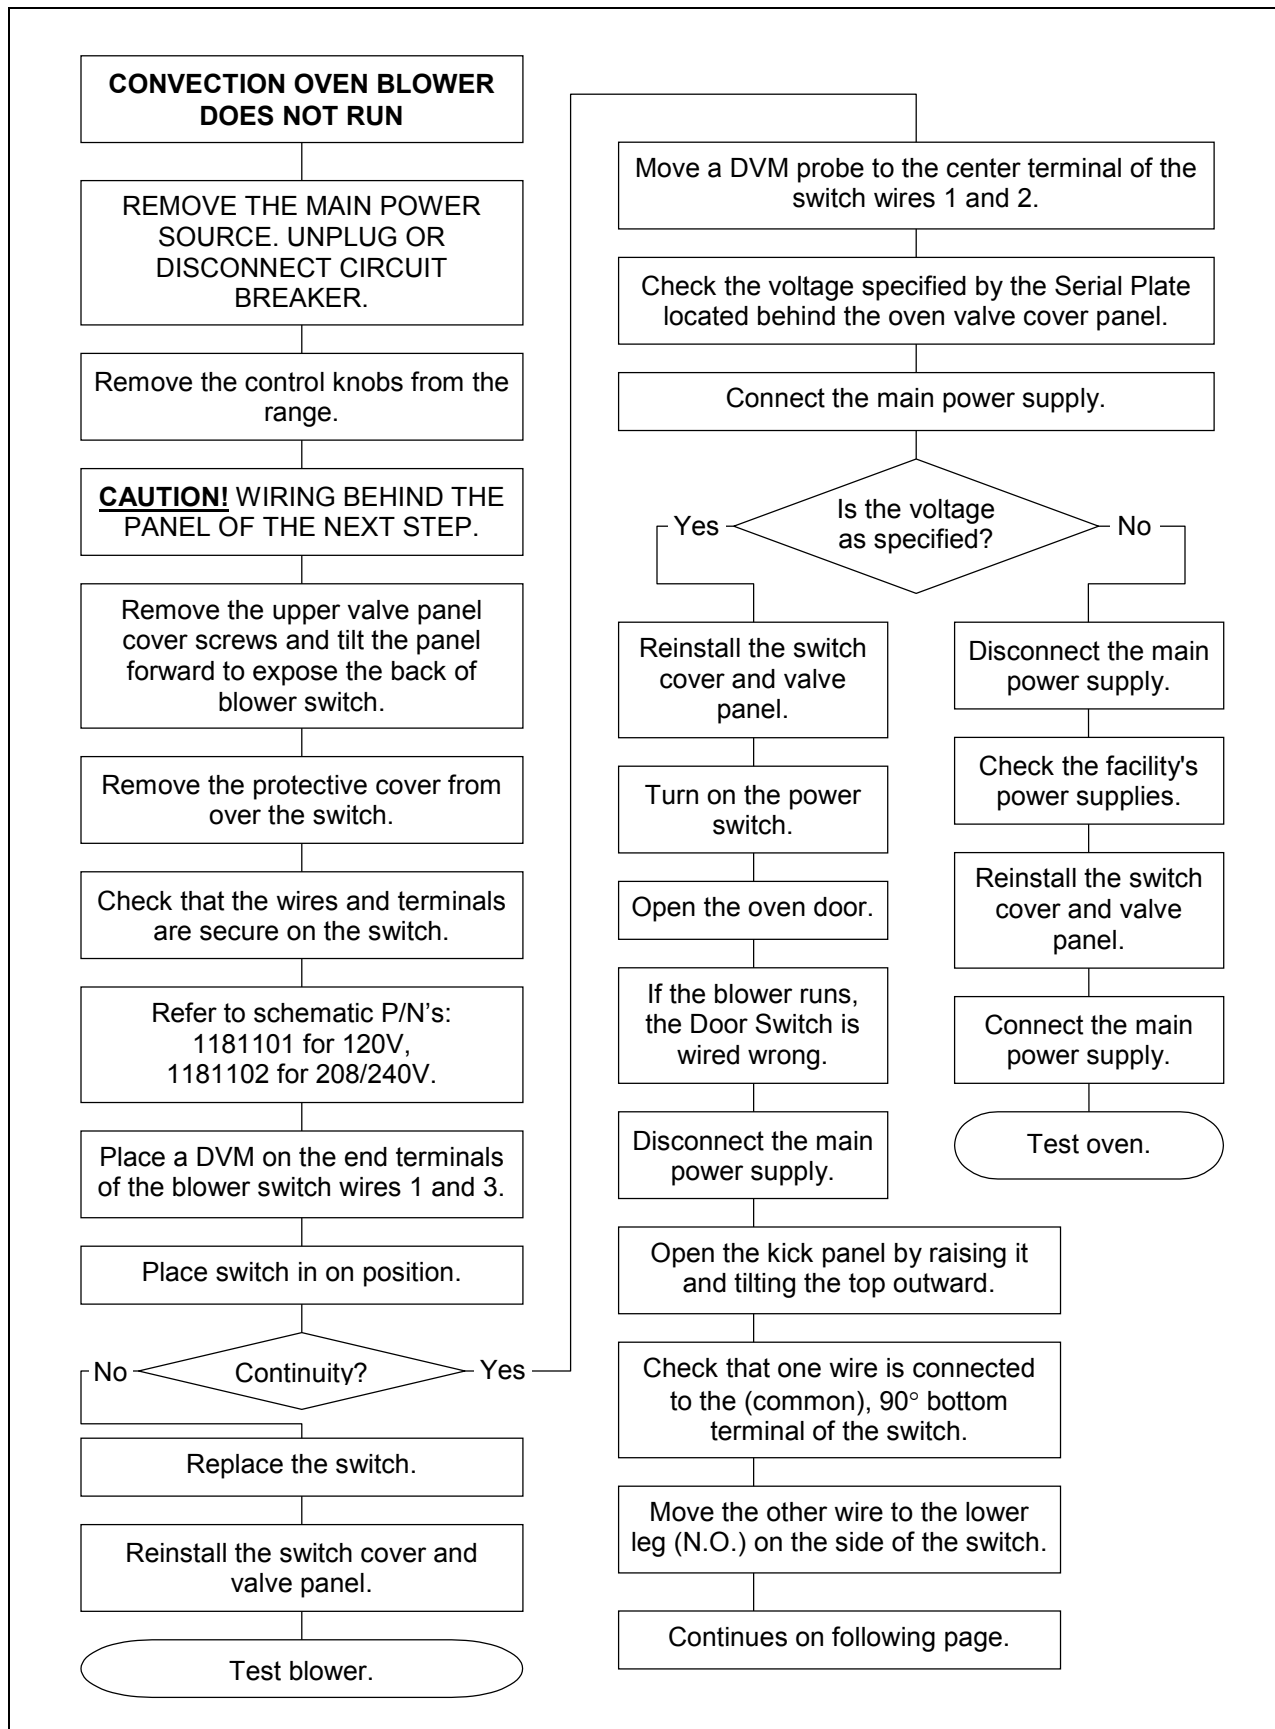 CONVECTION OVEN BLOWER
DOES NOT RUN
REMOVE THE MAIN POWER
SOURCE. UNPLUG OR
DISCONNECT CIRCUIT
BREAKER.
Remove the control knobs from the
range.
CAUTION! WIRING BEHIND THE
PANEL OF THE NEXT STEP.
Remove the upper valve panel
cover screws and tilt the panel
forward to expose the back of
blower switch.
Remove the protective cover from
over the switch.
Check that the wires and terminals
are secure on the switch.
Refer to schematic P/N’s:
1181101 for 120V,
1181102 for 208/240V.
Place a DVM on the end terminals
of the blower switch wires 1 and 3.
Place switch in on position.
Continuity?
No
Yes
Replace the switch.
Reinstall the switch cover and
valve panel.
Test blower.
Move a DVM probe to the center terminal of the
switch wires 1 and 2.
Check the voltage specified by the Serial Plate
located behind the oven valve cover panel.
Connect the main power supply.
Is the voltage
as specified?
Yes
No
Reinstall the switch
cover and valve
panel.
Turn on the power
switch.
Open the oven door.
If the blower runs,
the Door Switch is
wired wrong.
Disconnect the main
power supply.
Open the kick panel by raising it
and tilting the top outward.
Check that one wire is connected
to the (common), 90° bottom
terminal of the switch.
Move the other wire to the lower
leg (N.O.) on the side of the switch.
Continues on following page.
Disconnect the main
power supply.
Check the facility's
power supplies.
Reinstall the switch
cover and valve
panel.
Connect the main
power supply.
Test oven.